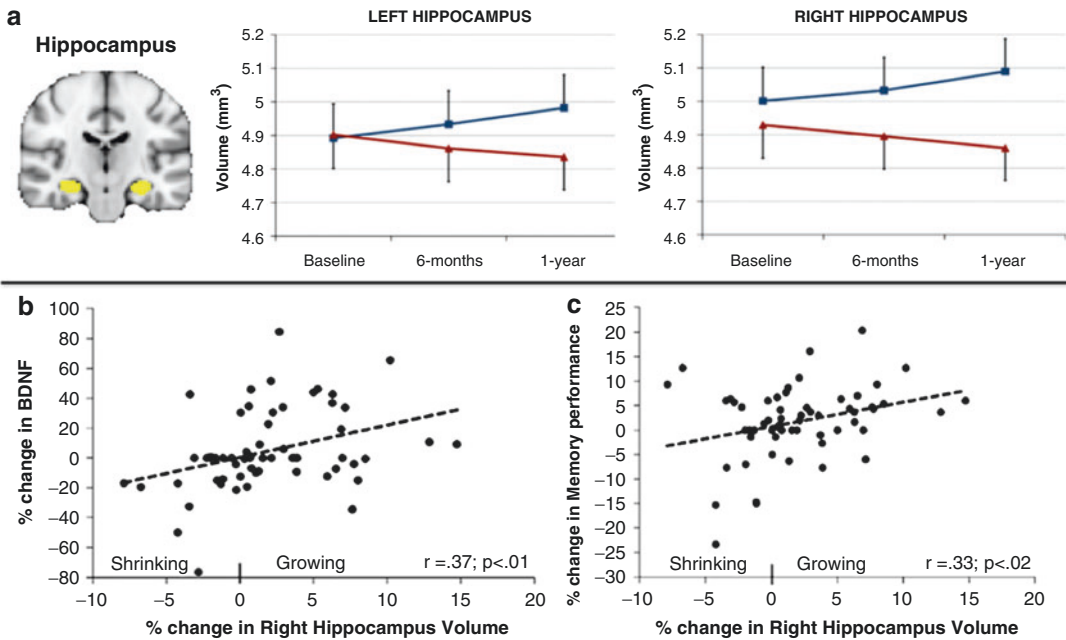 a
Hippocampus
LEFT HIPPOCAMPUS
Volume (mm³)
5.2
5.1
5
4.9
4.8
4.7
4.6
Baseline 6-months 1-year
RIGHT HIPPOCAMPUS
Volume (mm³)
5.2
5.1
5
4.9
4.8
4.7
4.6
Baseline 6-months 1-year
b
% change in BDNF
100
80
60
40
20
0
−20
−40
−60
−80
Shrinking Growing r =.37; p<.01
−10 −5 0 5 10 15 20
% change in Right Hippocampus Volume
c
% change in Memory performance
25
20
15
10
5
0
−5
−10
−15
−20
−25
−30
Shrinking Growing r =.33; p<.02
−10 −5 0 5 10 15 20
% change in Right Hippocampus Volume